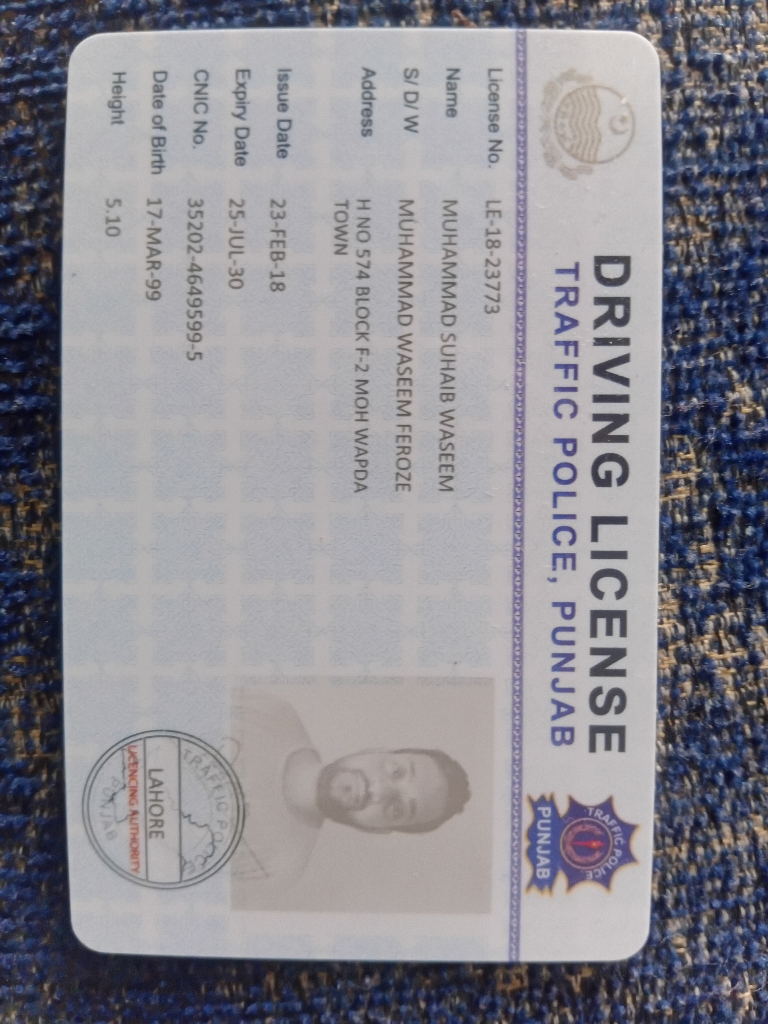 DRIVING LICENSE
TRAFFIC POLICE, PUNJAB
TRAFFIC POLICE
PUNJAB
License No. LE-18-23773
Name MUHAMMAD SUHAIB WASEEM
S/ D/ W MUHAMMAD WASEEM FEROZE
Address H NO 574 BLOCK F-2 MOH WAPDA
TOWN
Issue Date 23-FEB-18
Expiry Date 25-JUL-30
CNIC No. 35202-4649599-5
Date of Birth 17-MAR-99
Height 5.10
TRAFFIC
LAHORE
LICENCING AUTHORITY
PUNJAB